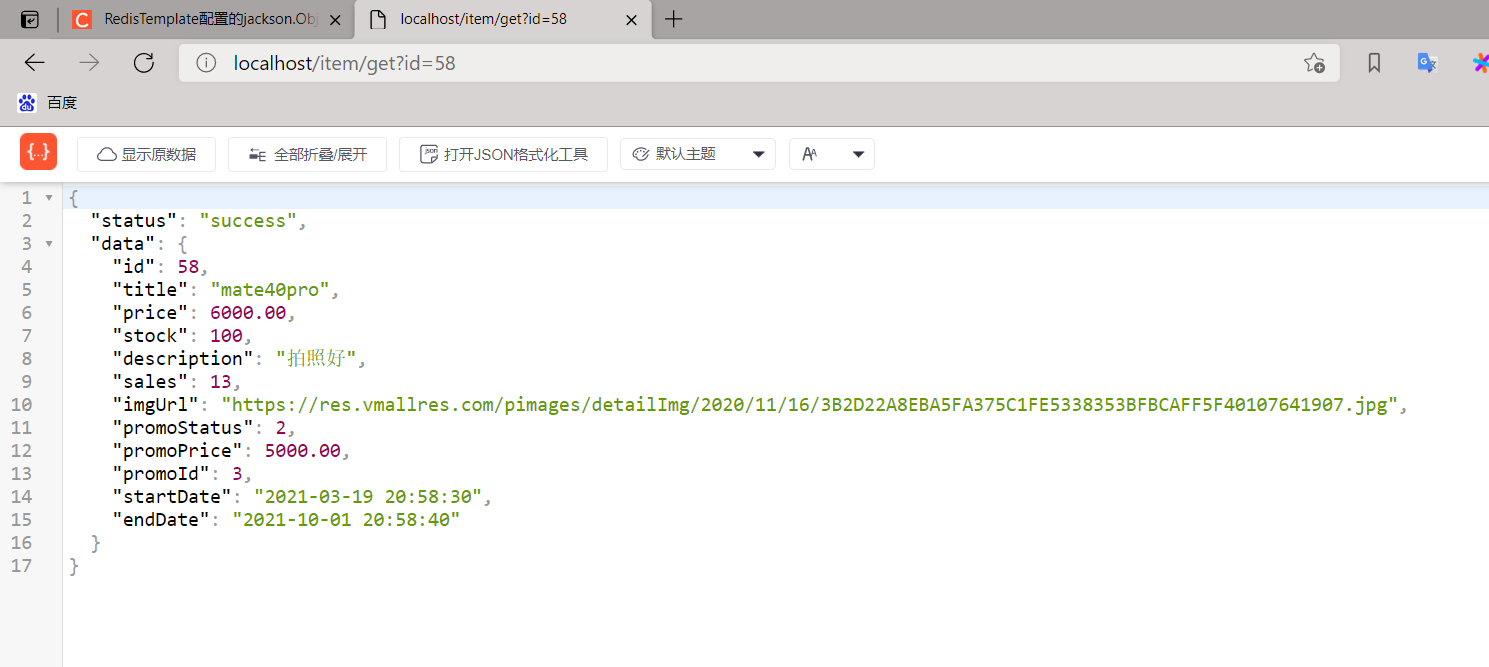 RedisTemplate配置的jackson.Obj
localhost/item/get?id=58
localhost/item/get?id=58
百度
显示原数据 全部折叠/展开 打开JSON格式化工具 默认主题
1 {
2 "status": "success",
3 "data": {
4 "id": 58,
5 "title": "mate40pro",
6 "price": 6000.00,
7 "stock": 100,
8 "description": "拍照好",
9 "sales": 13,
10 "imgUrl": "https://res.vmallres.com/pimages/detailImg/2020/11/16/3B2D22A8EBA5FA375C1FE5338353BFBCAFF5F40107641907.jpg",
11 "promoStatus": 2,
12 "promoPrice": 5000.00,
13 "promoId": 3,
14 "startDate": "2021-03-19 20:58:30",
15 "endDate": "2021-10-01 20:58:40"
16 }
17 }